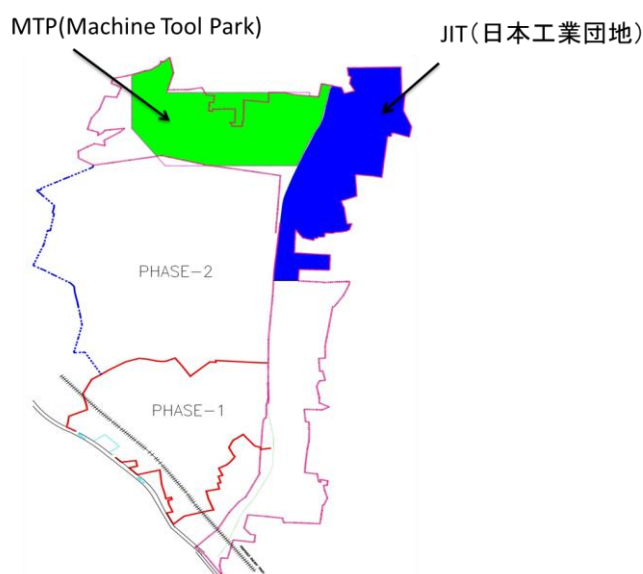 MTP(Machine Tool Park)
JIT(日本工業団地)
PHASE-2
PHASE-1